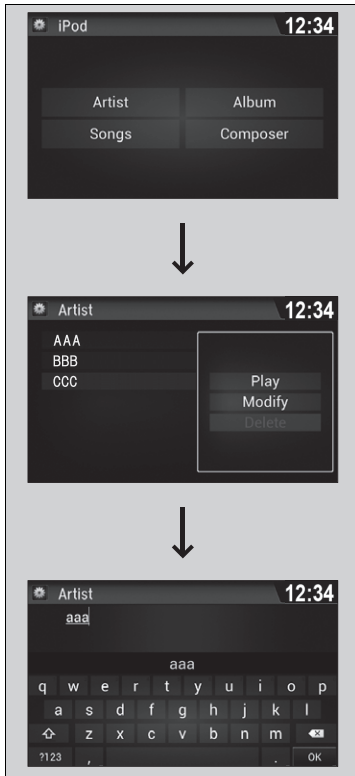 iPod 12:34
Artist Album
Songs Composer
Artist 12:34
AAA
BBB
CCC
Play
Modify
Delete
Artist 12:34
aaa
aaa
q w e r t y u i o p
a s d f g h j k l
z x c v b n m
?123 , . OK